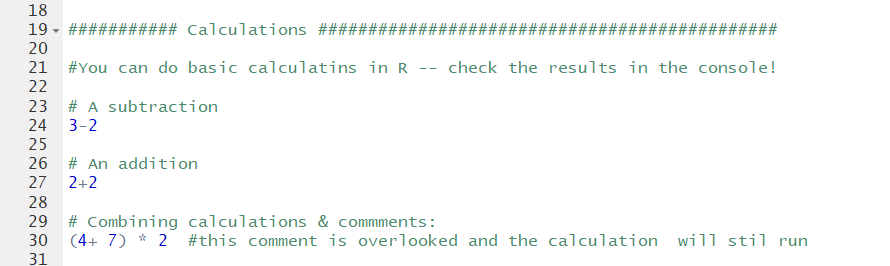 18
19 ########### Calculations ##############################################
20
21 #You can do basic calculatins in R -- check the results in the console!
22
23 # A subtraction
24 3-2
25
26 # An addition
27 2+2
28
29 # Combining calculations & commments:
30 (4+ 7) * 2  #this comment is overlooked and the calculation  will stil run
31